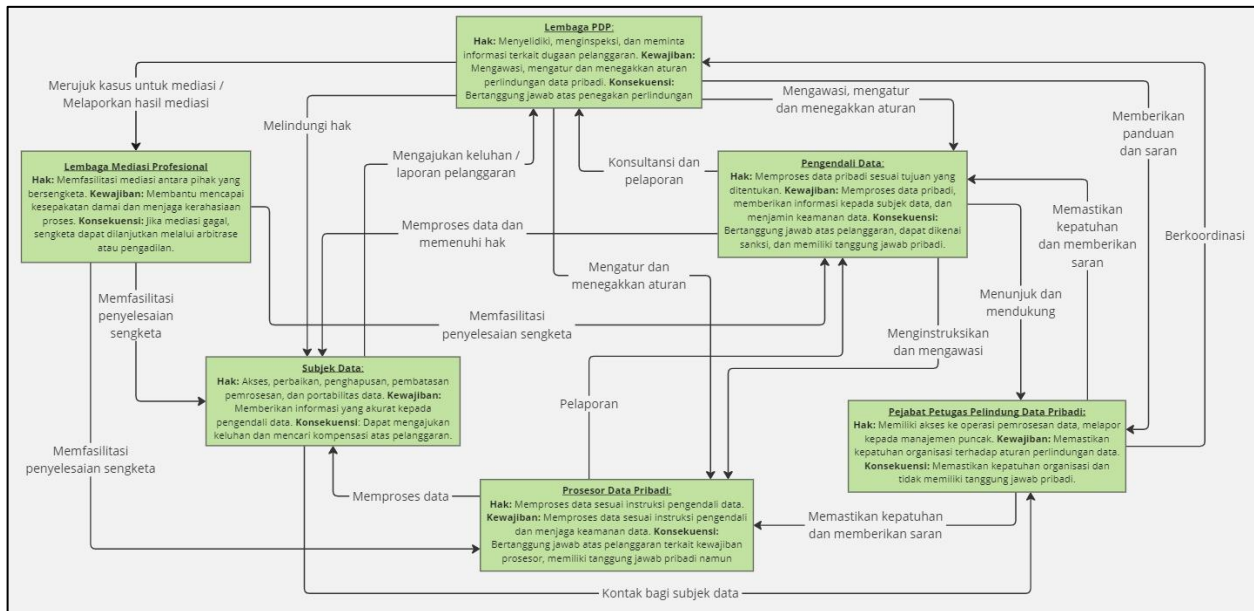 Lembaga PDP:
Hak: Menyelidiki, menginspeksi, dan meminta
informasi terkait dugaan pelanggaran. Kewajiban:
Mengawasi, mengatur dan menegakkan aturan
perlindungan data pribadi. Konsekuensi:
Bertanggung jawab atas penegakan perlindungan
Merujuk kasus untuk mediasi /
Melaporkan hasil mediasi
Melindungi hak
Mengajukan keluhan /
laporan pelanggaran
Konsultansi dan
pelaporan
Mengawasi, mengatur
dan menegakkan aturan
Memberikan
panduan
dan saran
Lembaga Mediasi Profesional
Hak: Memfasilitasi mediasi antara pihak yang
bersengketa. Kewajiban: Membantu mencapai
kesepakatan damai dan menjaga kerahasiaan
proses. Konsekuensi: Jika mediasi gagal,
sengketa dapat dilanjutkan melalui arbitrase
atau pengadilan.
Pengendali Data:
Hak: Memproses data pribadi sesuai tujuan yang
ditentukan. Kewajiban: Memproses data pribadi,
memberikan informasi kepada subjek data, dan
menjamin keamanan data. Konsekuensi:
Bertanggung jawab atas pelanggaran, dapat dikenai
sanksi, dan memiliki tanggung jawab pribadi.
Memproses data dan
memenuhi hak
Mengatur dan
menegakkan aturan
Memastikan
kepatuhan
dan memberikan
saran
Berkoordinasi
Memfasilitasi
penyelesaian
sengketa
Memfasilitasi
penyelesaian sengketa
Menginstruksikan
dan mengawasi
Menunjuk dan
mendukung
Subjek Data:
Hak: Akses, perbaikan, penghapusan, pembatasan
pemrosesan, dan portabilitas data. Kewajiban:
Memberikan informasi yang akurat kepada
pengendali data. Konsekuensi: Dapat mengajukan
keluhan dan mencari kompensasi atas pelanggaran.
Pelaporan
Pejabat Petugas Pelindung Data Pribadi:
Hak: Memiliki akses ke operasi pemrosesan data, melapor
kepada manajemen puncak. Kewajiban: Memastikan
kepatuhan organisasi terhadap aturan perlindungan data.
Konsekuensi: Memastikan kepatuhan organisasi dan
tidak memiliki tanggung jawab pribadi.
Memfasilitasi
penyelesaian sengketa
Memproses data
Prosesor Data Pribadi:
Hak: Memproses data sesuai instruksi pengendali data.
Kewajiban: Memproses data sesuai instruksi pengendali
dan menjaga keamanan data. Konsekuensi:
Bertanggung jawab atas pelanggaran terkait kewajiban
prosesor, memiliki tanggung jawab pribadi namun
Memastikan kepatuhan
dan memberikan saran
Kontak bagi subjek data